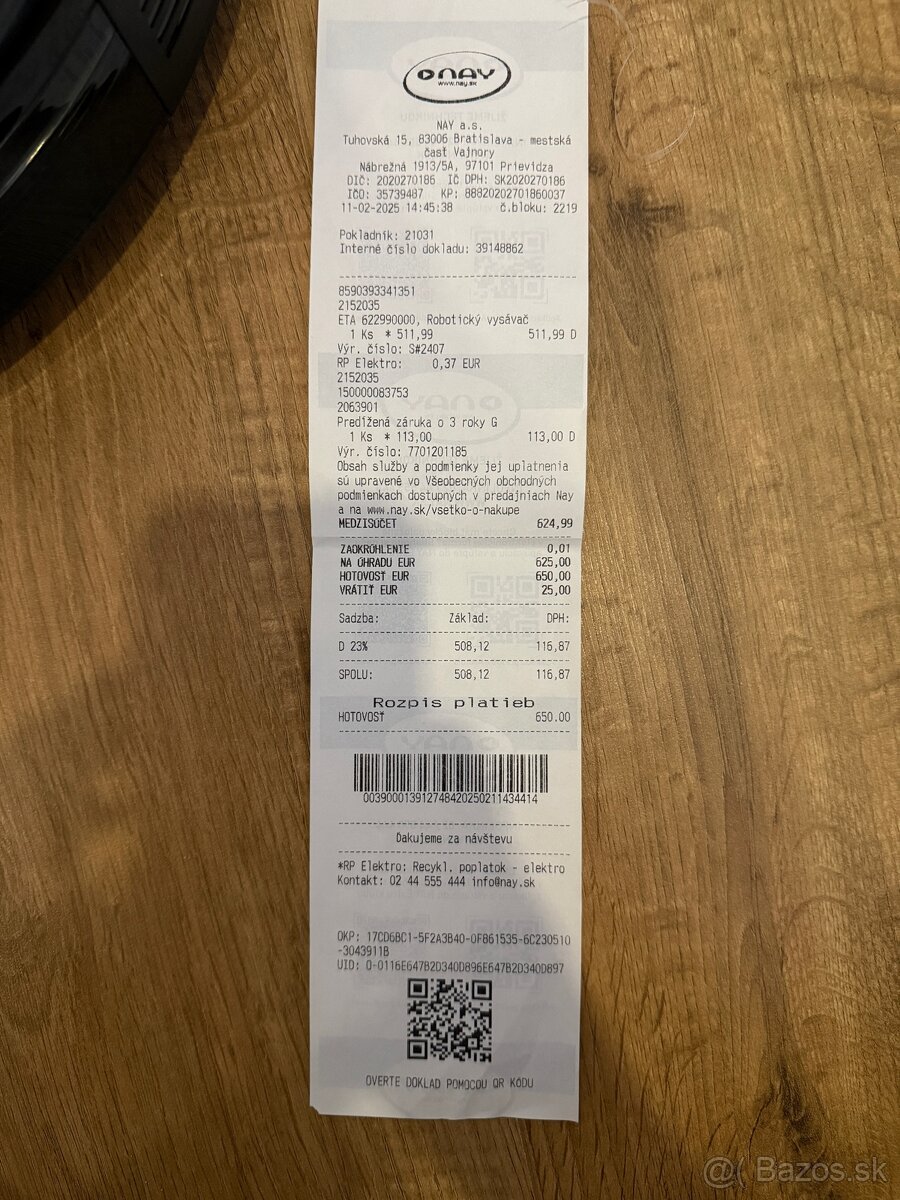 NAY
www.nay.sk
NAY a.s.
Tuhovská 15, 83006 Bratislava - mestská
časť Vajnory
Nábrežná 1913/5A, 97101 Prievidza
DIČ: 2020270186 IČ DPH: SK2020270186
IČO: 35739487 KP: 88820202701860037
11-02-2025 14:45:38 č.bloku: 2219
Pokladník: 21031
Interné číslo dokladu: 39148862
8590393341351
2152035
ETA 622990000, Robotický vysávač
1 Ks * 511,99 511,99 D
Výr. číslo: S#2407
RP Elektro: 0,37 EUR
2152035
150000083753
2063901
Predĺžená záruka o 3 roky G
1 Ks * 113,00 113,00 D
Výr. číslo: 7701201185
Obsah služby a podmienky jej uplatnenia
sú upravené vo Všeobecných obchodných
podmienkach dostupných v predajniach Nay
a na www.nay.sk/vsetko-o-nakupe
MEDZISÚČET 624,99
ZAOKRÚHLENIE 0,01
NA ÚHRADU EUR 625,00
HOTOVOSŤ EUR 650,00
VRÁTIŤ EUR 25,00
Sadzba: Základ: DPH:
D 23% 508,12 116,87
SPOLU: 508,12 116,87
Rozpis platieb
HOTOVOSŤ 650.00
00390001391274842025021143­4414
Ďakujeme za návštevu
*RP Elektro: Recykl. poplatok - elektro
Kontakt: 02 44 555 444 info@nay.sk
OKP: 17CD6BC1-5F2A3B40-0F861535-6C230510
-3043911B
UID: O-0116E647B2D340D896E647B2D340D897
OVERTE DOKLAD POMOCOU QR KÓDU
@ Bazos.sk